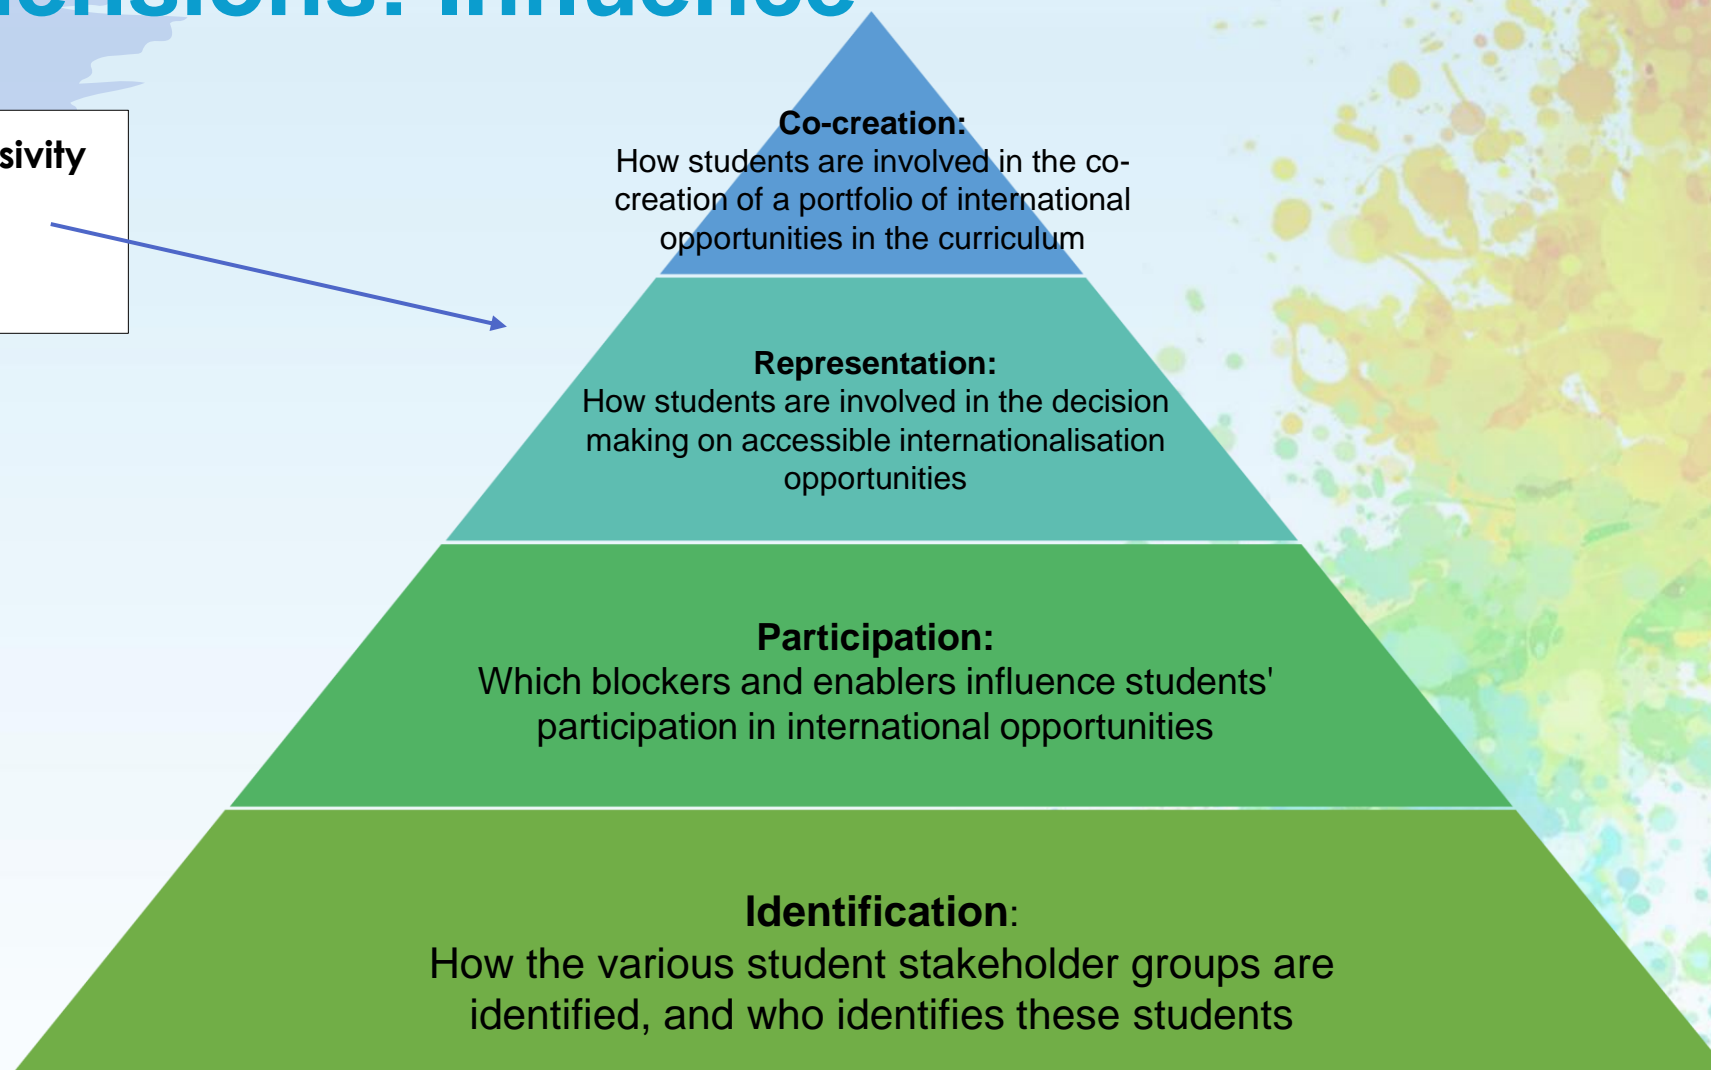 ensions: Influence
sivity
Co-creation:
How students are involved in the co-
creation of a portfolio of international
opportunities in the curriculum
Representation:
How students are involved in the decision
making on accessible internationalisation
opportunities
Participation:
Which blockers and enablers influence students'
participation in international opportunities
Identification:
How the various student stakeholder groups are
identified, and who identifies these students